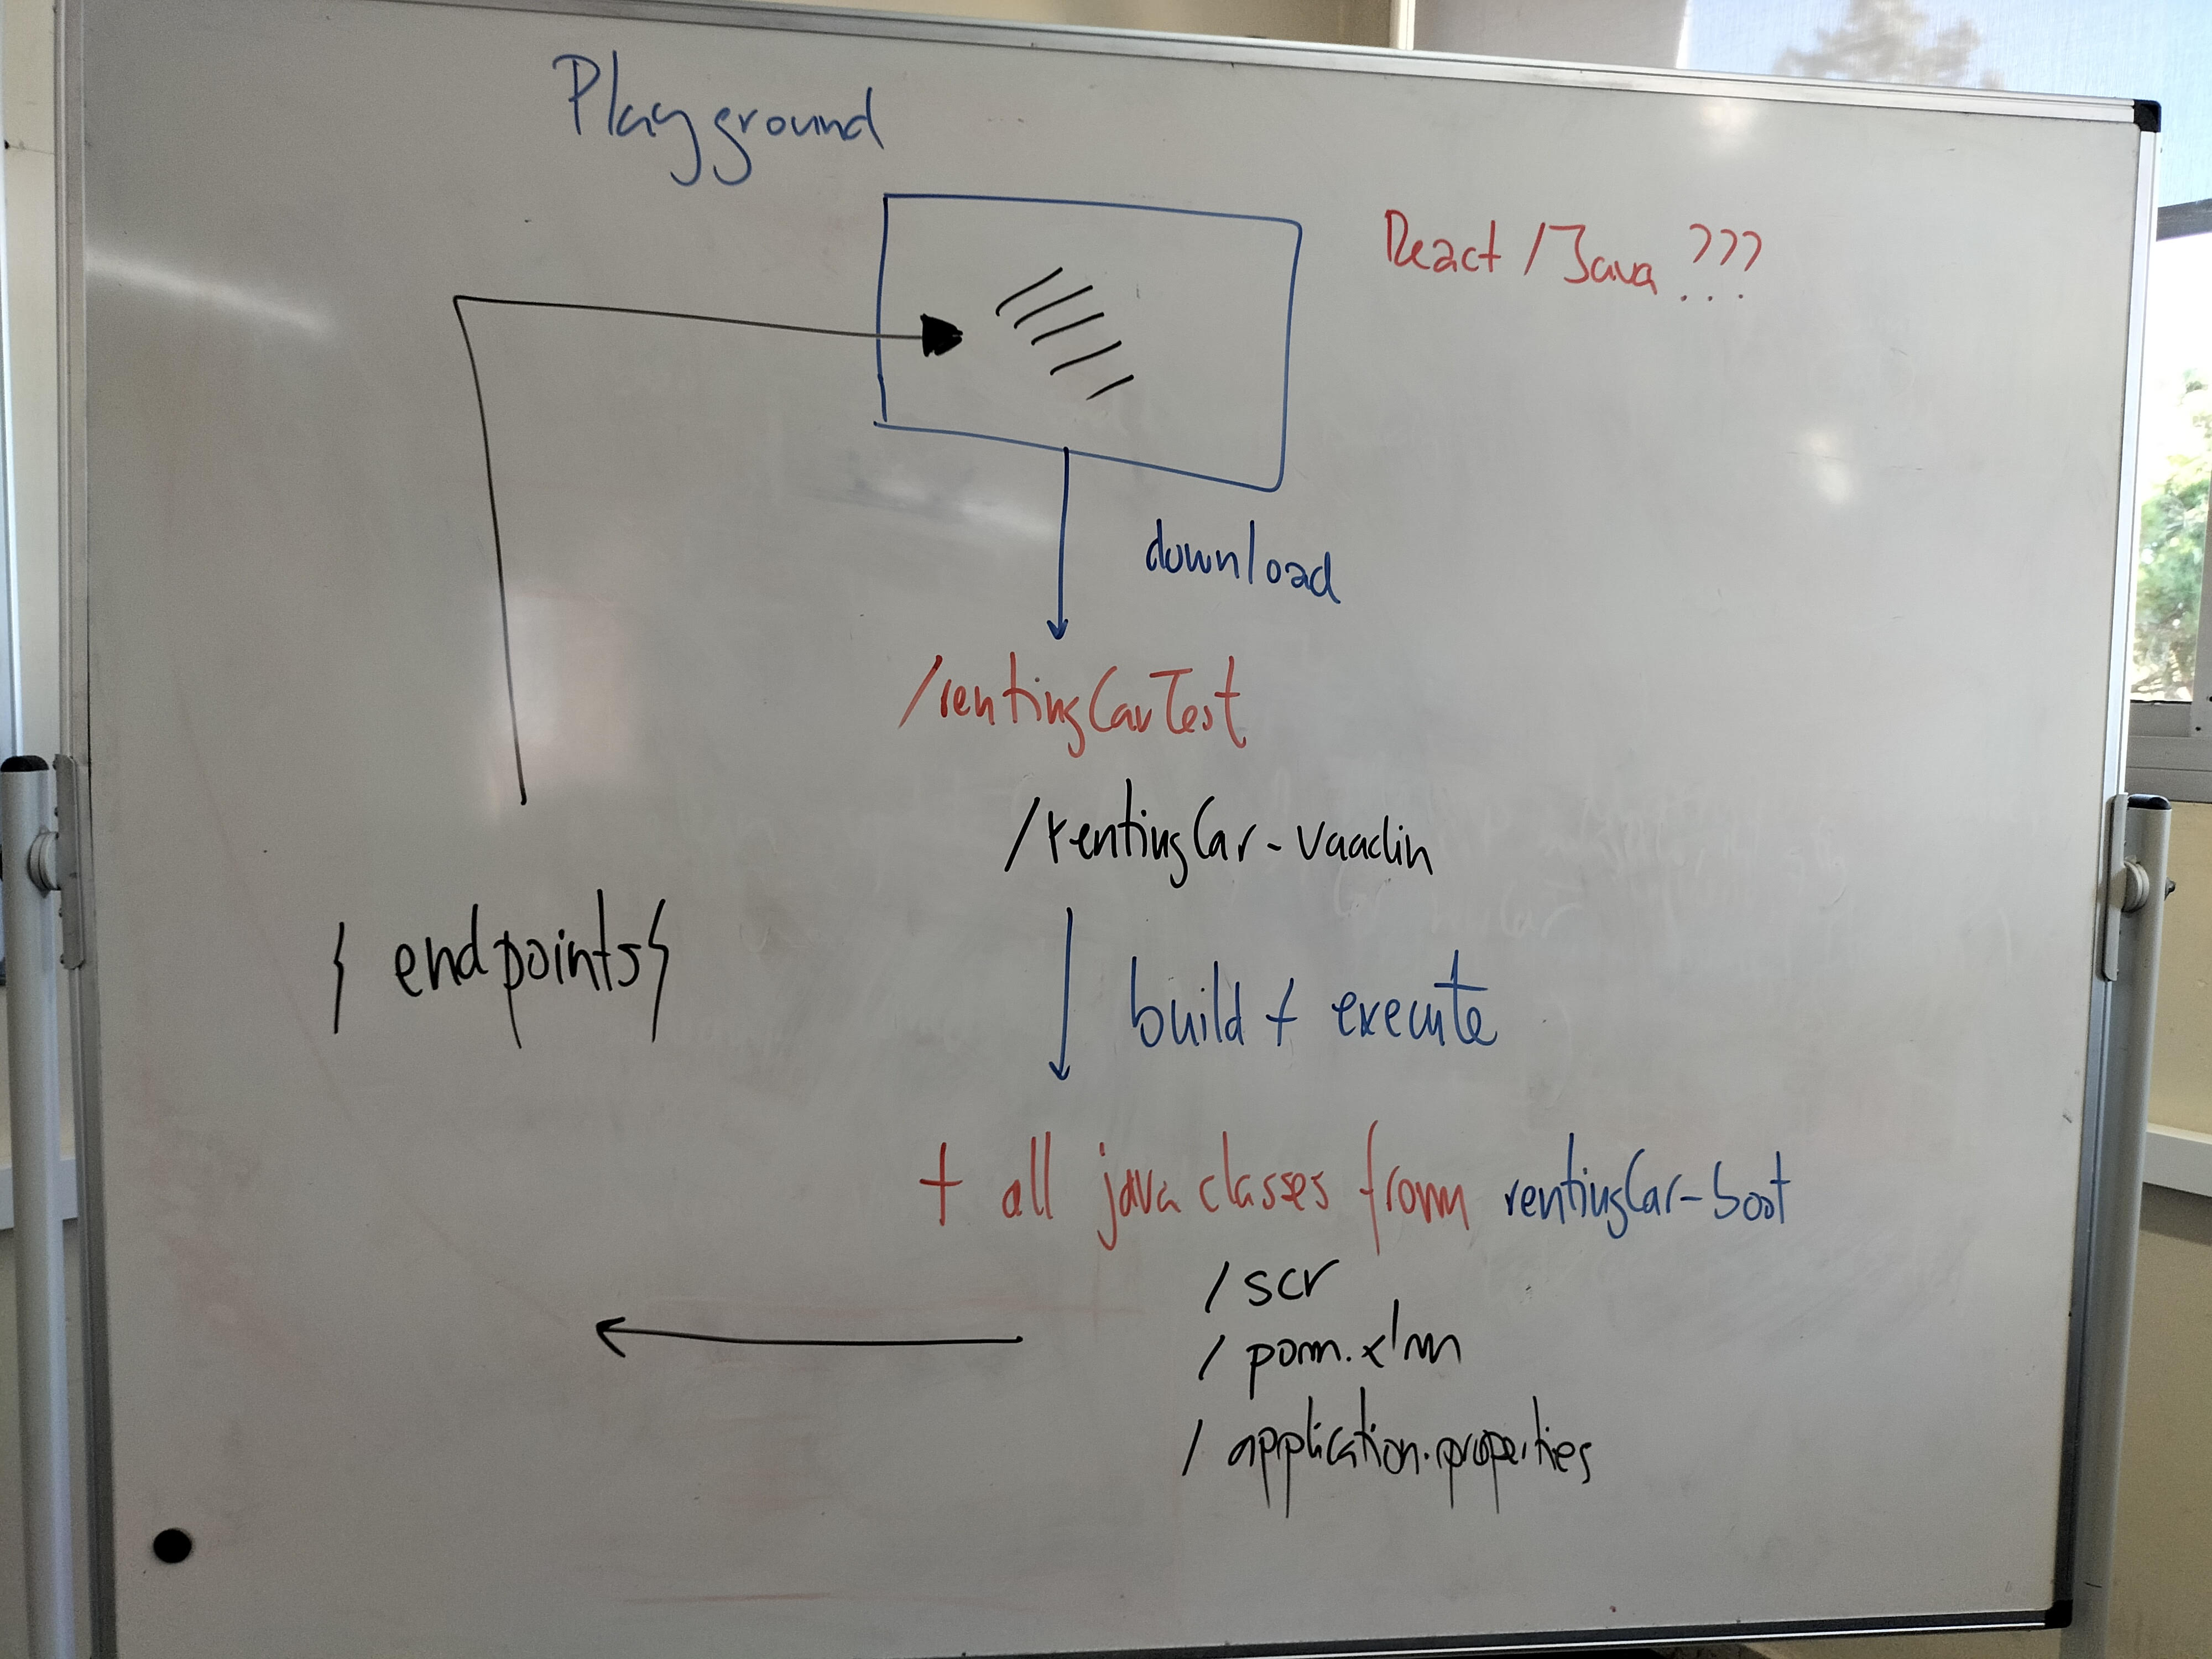 Playground
React / Java ???
download
/rentingCarTest
/rentingCar-vaadin
{ endpoints {
build + execute
+ all java classes from rentingCar-boot
/ scr
/ pom.xlm
/ application.properties